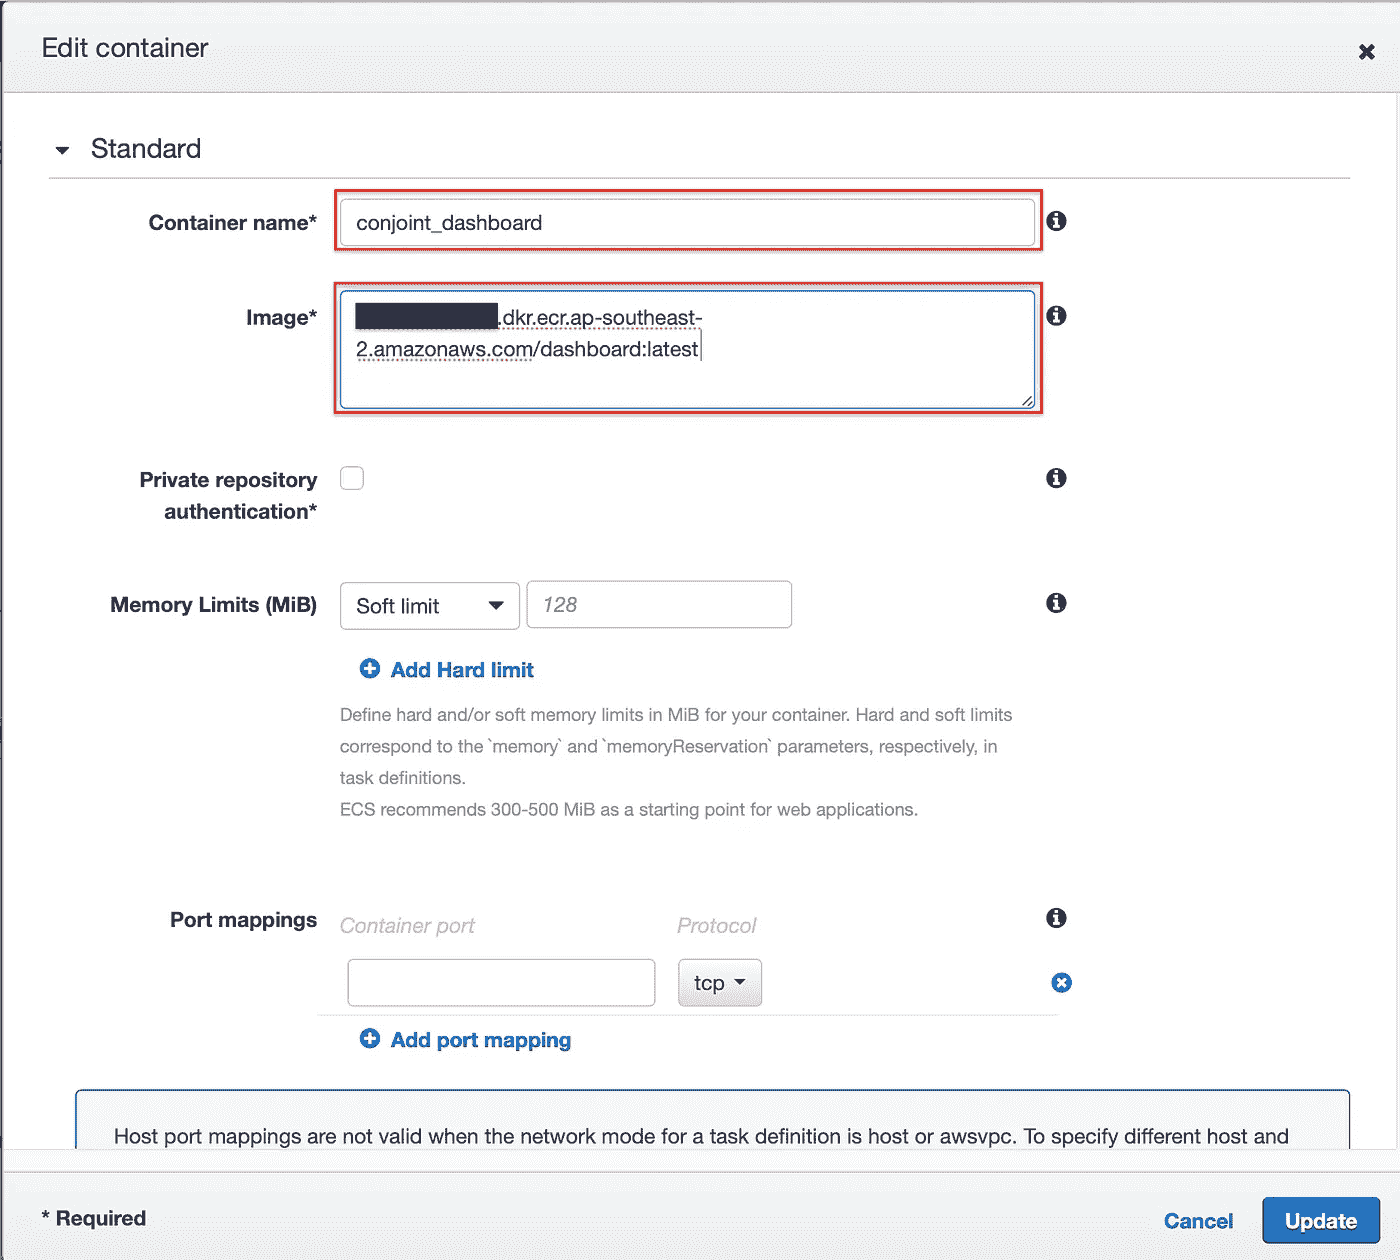 Edit container
Standard
Container name*
conjoint_dashboard
Image*
.dkr.ecr.ap-southeast-
2.amazonaws.com/dashboard:latest
Private repository
authentication*
Memory Limits (MiB)
Soft limit
128
Add Hard limit
Define hard and/or soft memory limits in MiB for your container. Hard and soft limits
correspond to the `memory` and `memoryReservation` parameters, respectively, in
task definitions.
ECS recommends 300-500 MiB as a starting point for web applications.
Port mappings
Container port
Protocol
tcp
Add port mapping
Host port mappings are not valid when the network mode for a task definition is host or awsvpc. To specify different host and
* Required
Cancel
Update